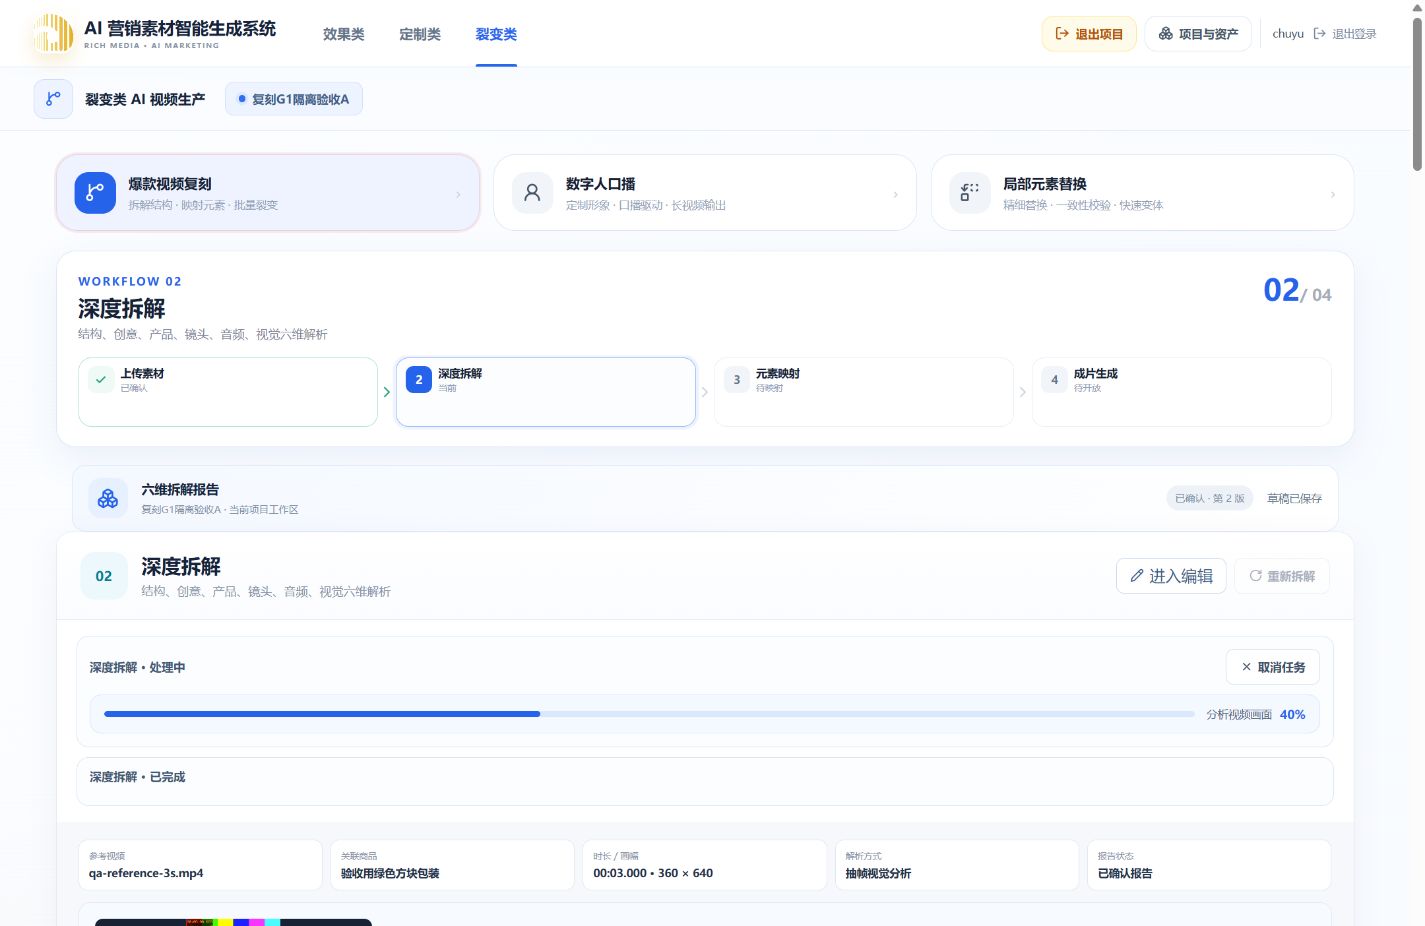 AI 营销素材智能生成系统
RICH MEDIA • AI MARKETING
效果类
定制类
裂变类
退出项目
项目与资产
chuyu
退出登录
裂变类 AI 视频生产
复刻G1隔离验收A
爆款视频复刻
拆解结构 · 映射元素 · 批量裂变
数字人口播
定制形象 · 口播驱动 · 长视频输出
局部元素替换
精细替换 · 一致性校验 · 快速变体
WORKFLOW 02
深度拆解
结构、创意、产品、镜头、音频、视觉六维解析
02 / 04
上传素材
已确认
2
深度拆解
当前
3
元素映射
待映射
4
成片生成
待开放
六维拆解报告
复刻G1隔离验收A · 当前项目工作区
已确认 · 第 2 版
草稿已保存
02
深度拆解
结构、创意、产品、镜头、音频、视觉六维解析
进入编辑
重新拆解
深度拆解 • 处理中
取消任务
分析视频画面 40%
深度拆解 • 已完成
参考视频
qa-reference-3s.mp4
关联商品
验收用绿色方块包装
时长 / 画幅
00:03.000 • 360 × 640
解析方式
抽帧视觉分析
报告状态
已确认报告